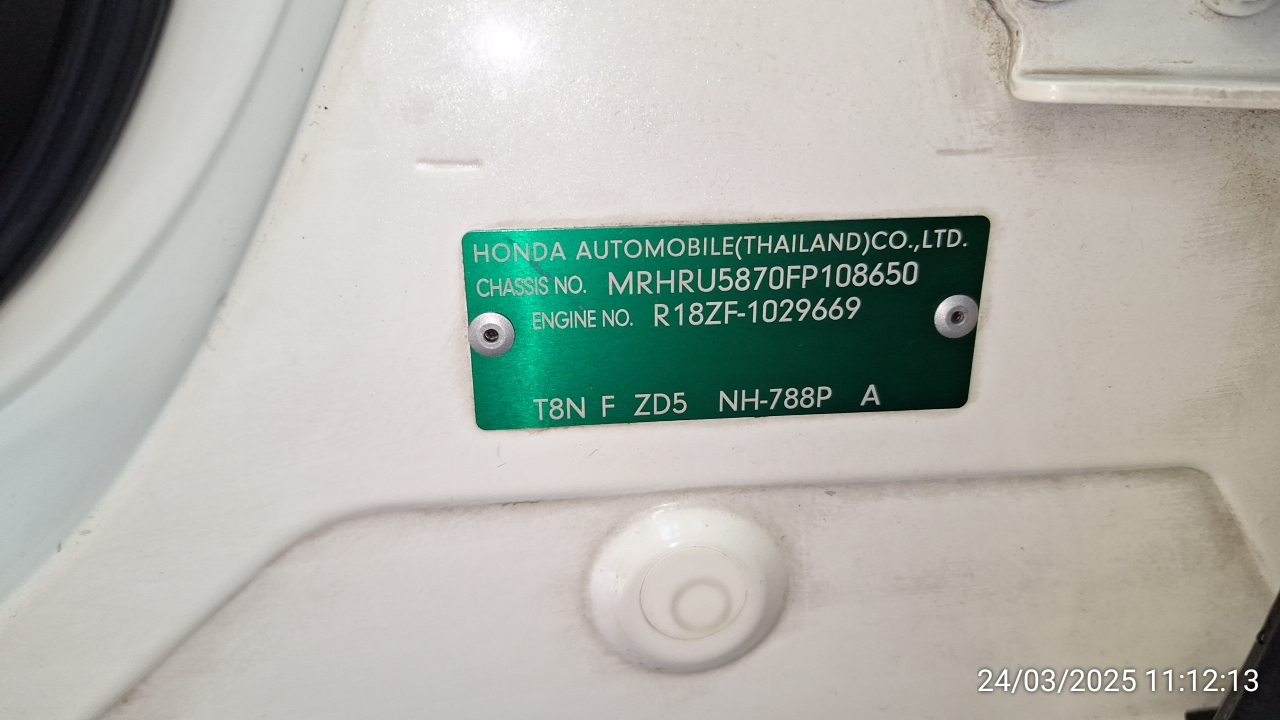 HONDA AUTOMOBILE(THAILAND)CO.,LTD.
CHASSIS NO. MRHRU5870FP108650
ENGINE NO. R18ZF-1029669
T8N F ZD5 NH-788P A
24/03/2025 11:12:13